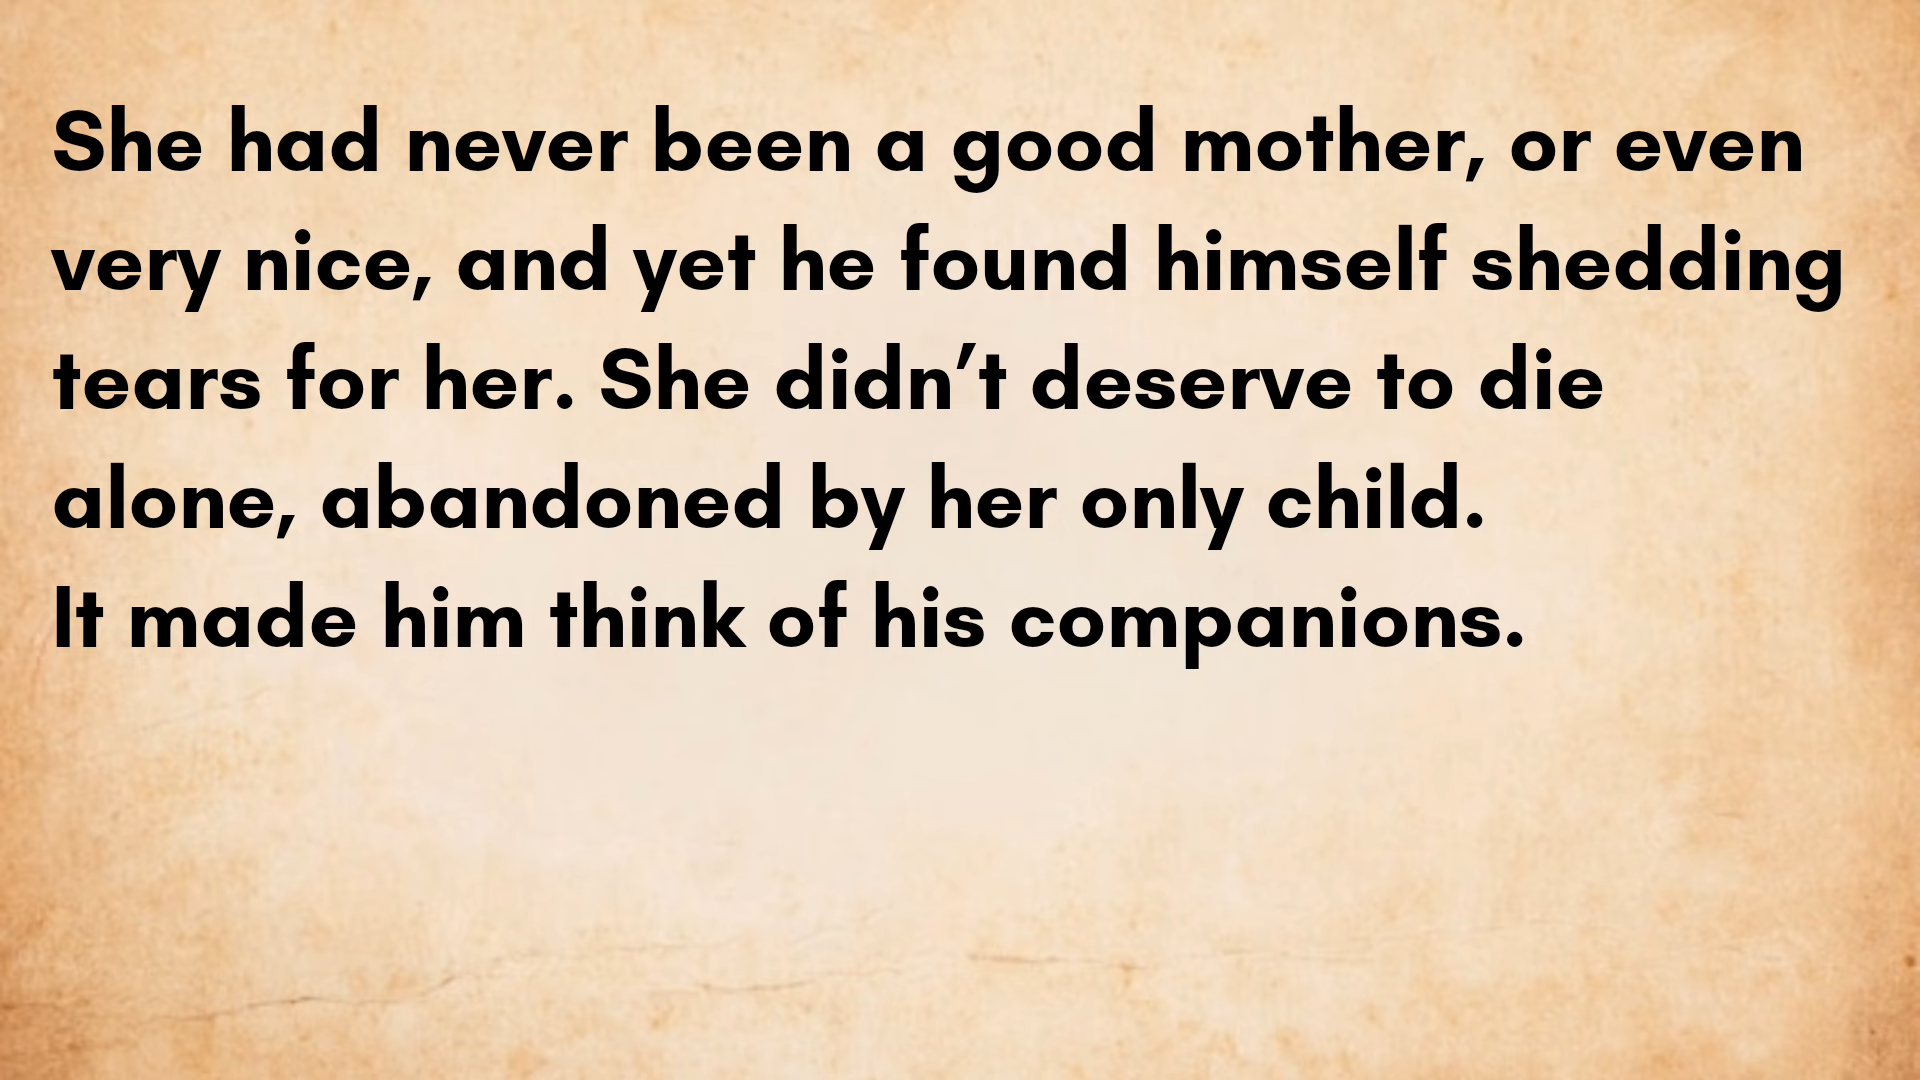 She had never been a good mother, or even
very nice, and yet he found himself shedding
tears for her. She didn’t deserve to die
alone, abandoned by her only child.
It made him think of his companions.